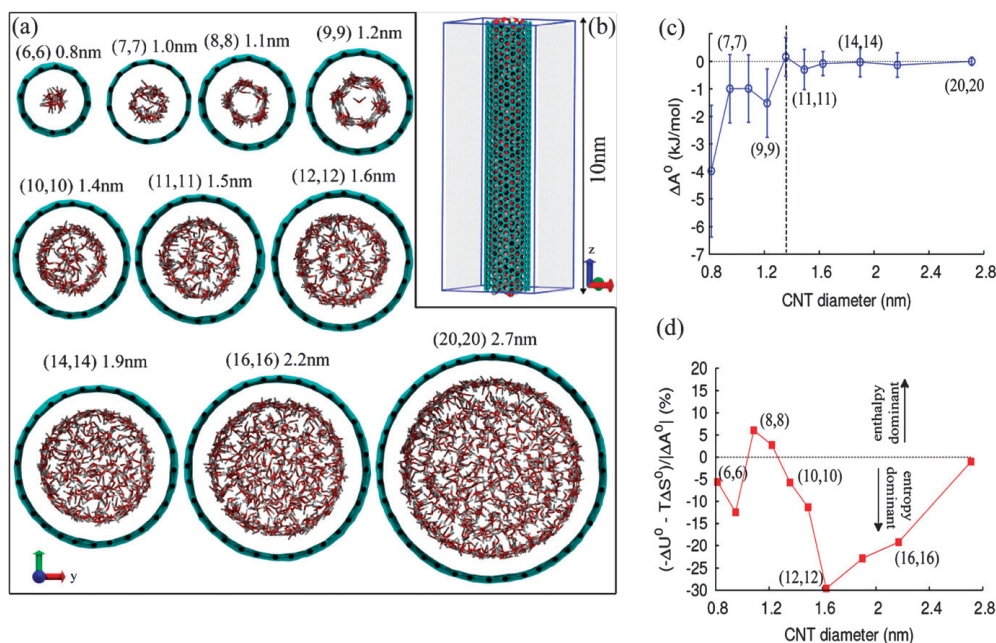 (a)
(6,6) 0.8nm
(7,7) 1.0nm
(8,8) 1.1nm
(9,9) 1.2nm
(10,10) 1.4nm
(11,11) 1.5nm
(12,12) 1.6nm
(14,14) 1.9nm
(16,16) 2.2nm
(20,20) 2.7nm
y
(b)
10nm
z
(c)
(7,7)
(14,14)
(11,11)
(9,9)
(20,20)
0
-1
-2
-3
-4
-5
-6
-7
ΔA⁰ (kJ/mol)
0.8 1.2 1.6 2.0 2.4 2.8
CNT diameter (nm)
(d)
30
25
20
15
10
5
0
-5
-10
-15
-20
-25
-30
(-ΔU⁰ - TΔS⁰)/|ΔA⁰| (%)
(8,8)
(6,6)
(10,10)
(12,12)
(16,16)
enthalpy
dominant
entropy
dominant
0.8 1.2 1.6 2 2.4 2.8
CNT diameter (nm)